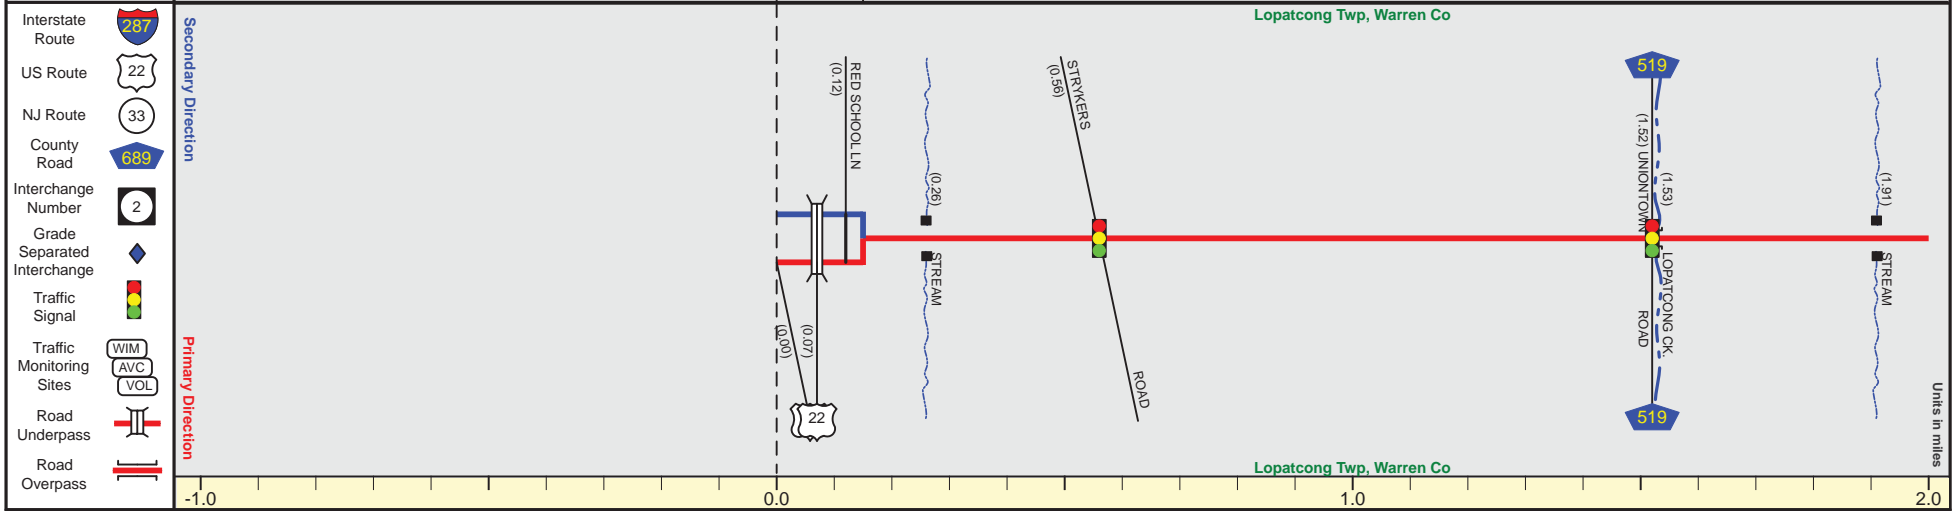 Interstate
Route
287
US Route
22
NJ Route
33
County
Road
689
Interchange
Number
2
Grade
Separated
Interchange
Traffic
Signal
Traffic
Monitoring
Sites
WIM
AVC
VOL
Road
Underpass
Road
Overpass
Secondary Direction
Primary Direction
Lopatcong Twp, Warren Co
RED SCHOOL LN
(0.12)
(0.26)
STREAM
STRYKERS
(0.56)
ROAD
519
(1.52) UNIONTOWN
(1.53)
LOPATCONG CK.
ROAD
519
(1.91)
STREAM
(0.00)
(0.07)
22
Lopatcong Twp, Warren Co
Units in miles
-1.0
0.0
1.0
2.0